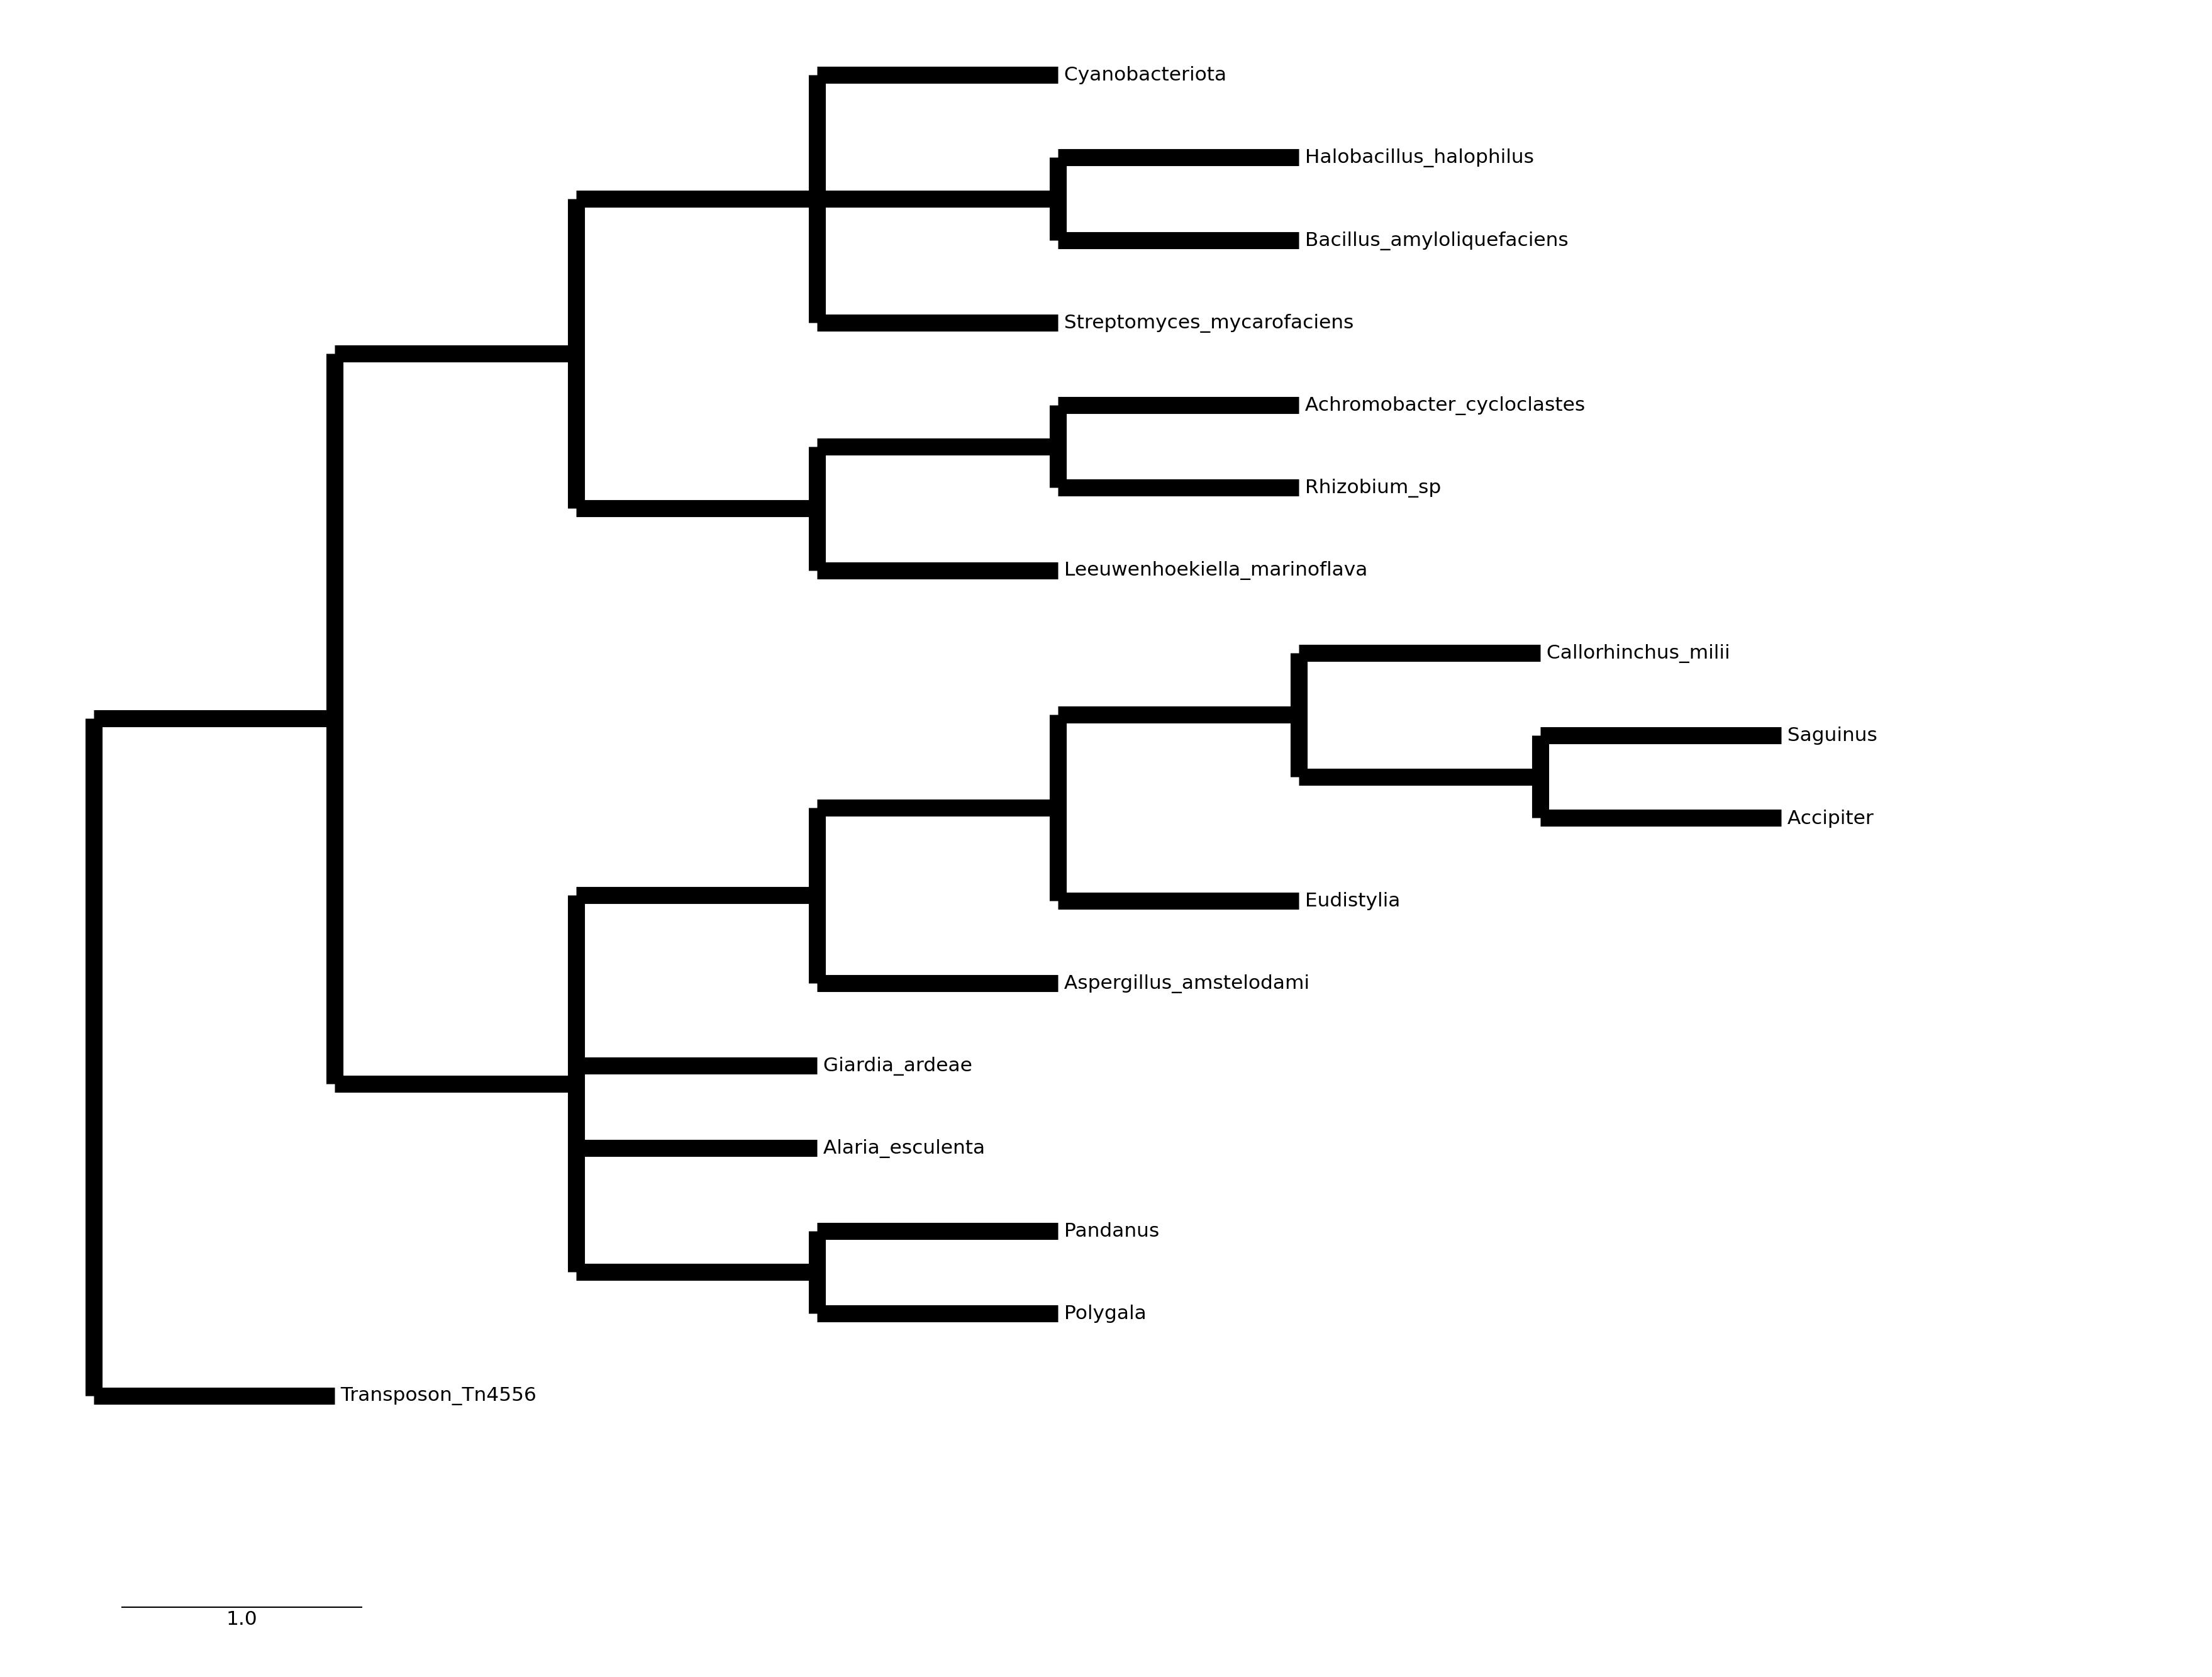 Cyanobacteriota
Halobacillus_halophilus
Bacillus_amyloliquefaciens
Streptomyces_mycarofaciens
Achromobacter_cycloclastes
Rhizobium_sp
Leeuwenhoekiella_marinoflava
Callorhinchus_milii
Saguinus
Accipiter
Eudistylia
Aspergillus_amstelodami
Giardia_ardeae
Alaria_esculenta
Pandanus
Polygala
Transposon_Tn4556
1.0